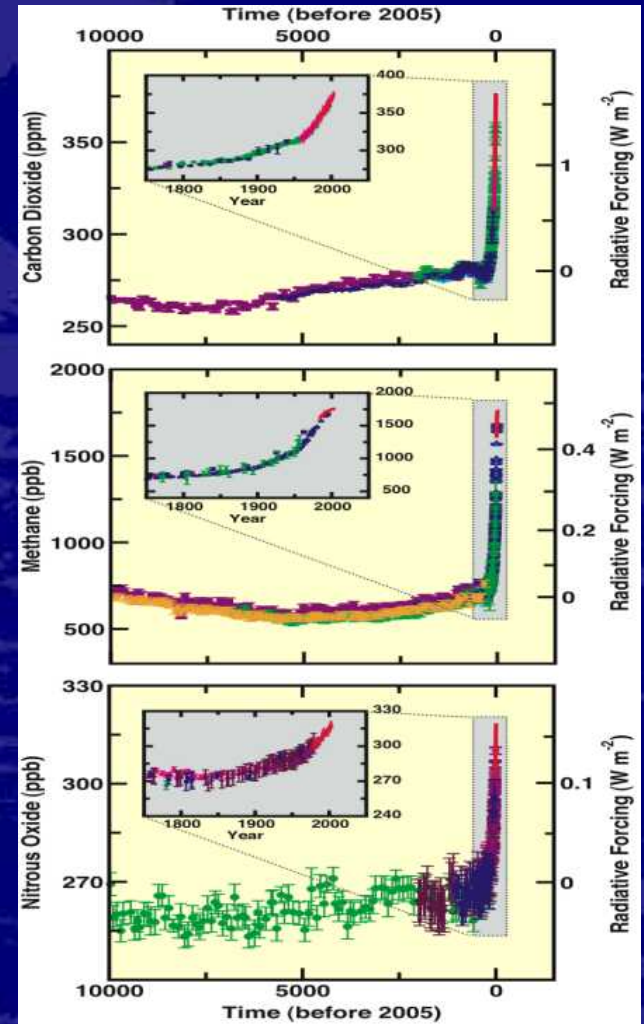 Time (before 2005)
10000 5000 0
Carbon Dioxide (ppm)
350
300
250
400
350
300
1800 1900 2000
Year
1
0
Radiative Forcing (W m-2)
Methane (ppb)
2000
1500
1000
500
2000
1500
1000
500
1800 1900 2000
Year
0.4
0.2
0
Radiative Forcing (W m-2)
Nitrous Oxide (ppb)
330
300
270
330
300
270
240
1800 1900 2000
Year
0.1
0
Radiative Forcing (W m-2)
10000 5000 0
Time (before 2005)